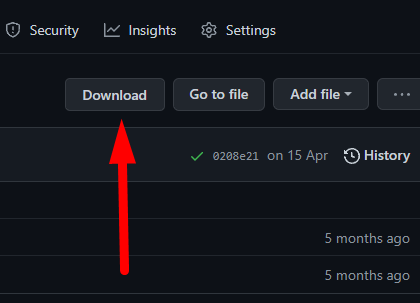 Security Insights Settings
Download Go to file Add file ...
0208e21 on 15 Apr History
5 months ago
5 months ago